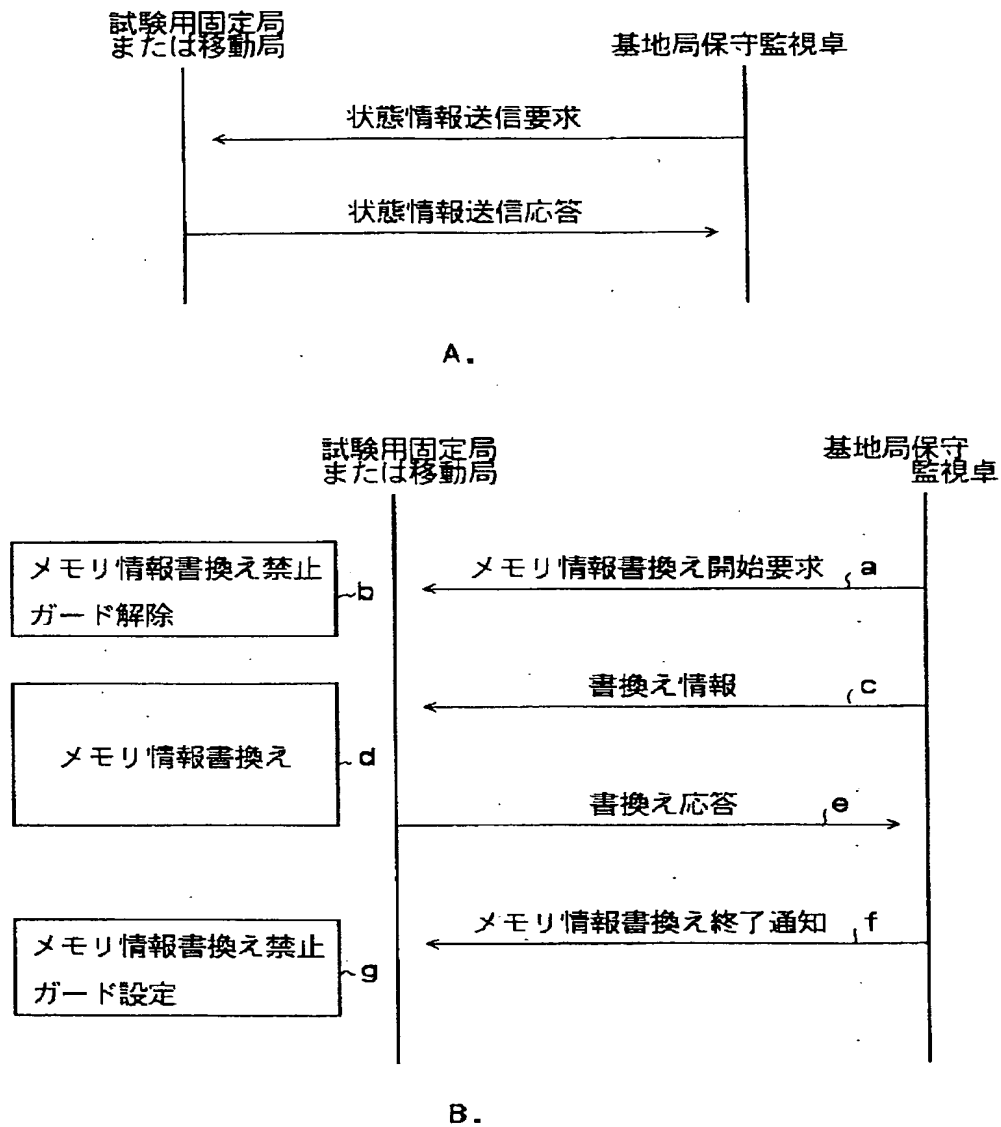 試験用固定局
または移動局
基地局保守監視卓
状態情報送信要求
状態情報送信応答
A.
試験用固定局
または移動局
基地局保守
監視卓
メモリ情報書換え開始要求
a
メモリ情報書換え禁止
ガード解除
b
書換え情報
c
メモリ情報書換え
d
書換え応答
e
メモリ情報書換え終了通知
f
メモリ情報書換え禁止
ガード設定
g
B.